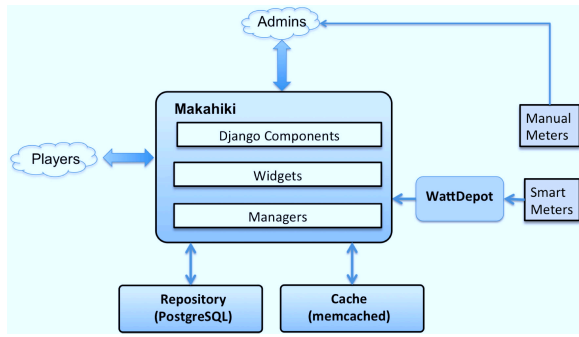 Admins
Makahiki
Django Components
Manual
Meters
Players
Widgets
WattDepot
Smart
Meters
Managers
Repository
(PostgreSQL)
Cache
(memcached)